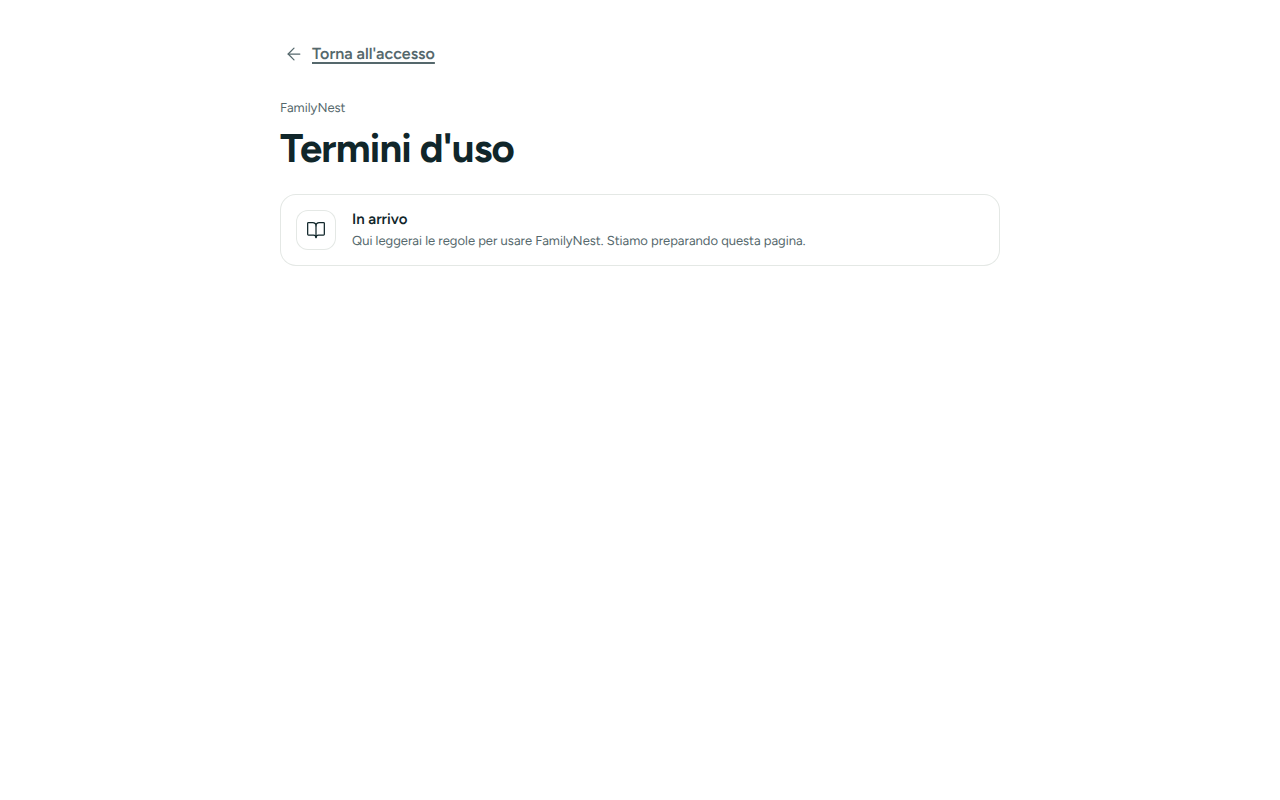 Torna all'accesso
FamilyNest
Termini d'uso
In arrivo
Qui leggerai le regole per usare FamilyNest. Stiamo preparando questa pagina.